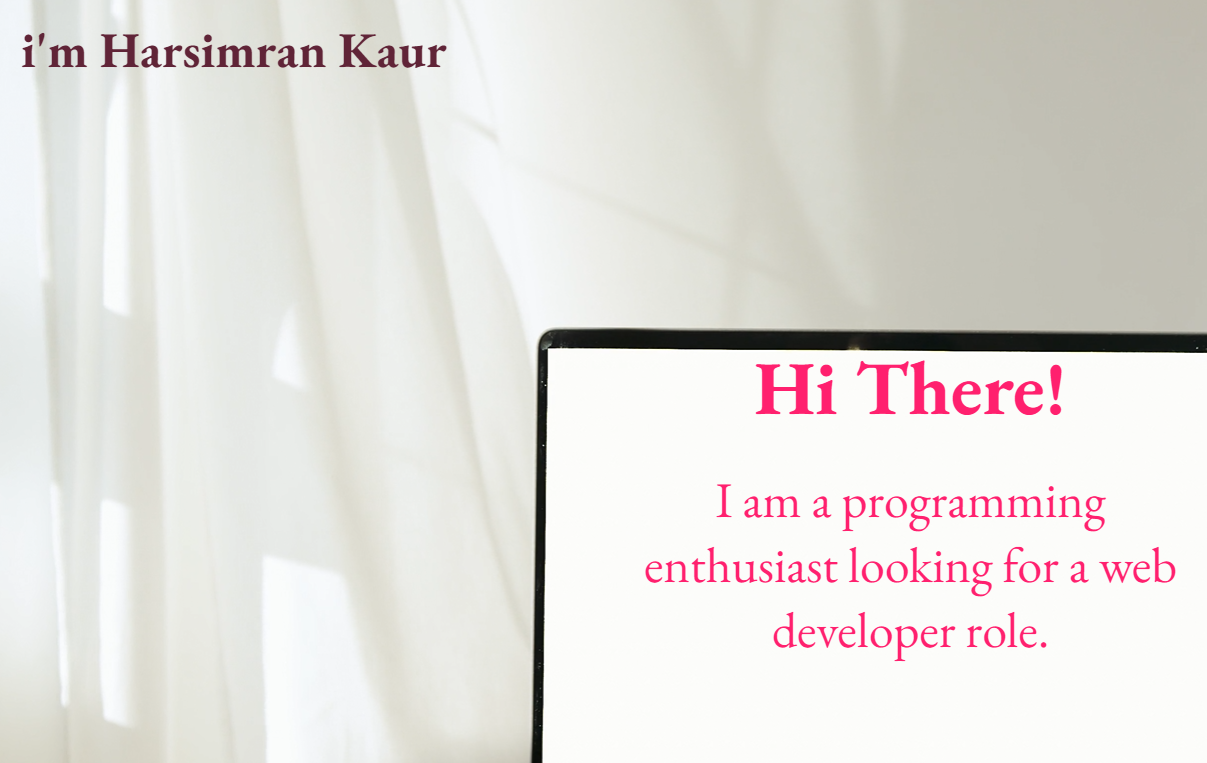 i'm Harsimran Kaur
Hi There!
I am a programming
enthusiast looking for a web
developer role.